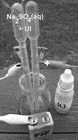 Na₂SO₄(aq)
+ UI